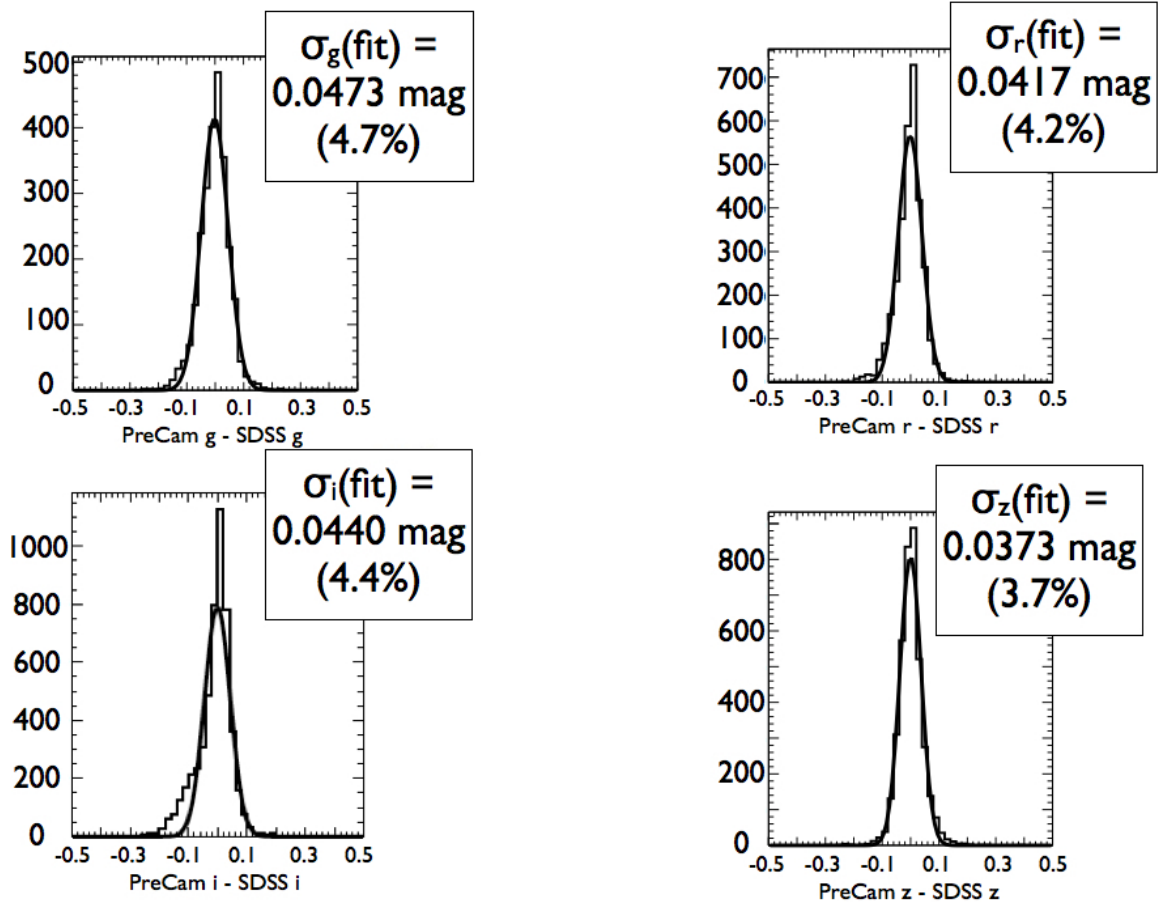 σg(fit) =
0.0473 mag
(4.7%)
500
400
300
200
100
0
-0.5 -0.3 -0.1 0.1 0.3 0.5
PreCam g - SDSS g
σr(fit) =
0.0417 mag
(4.2%)
700
600
500
400
300
200
100
0
-0.5 -0.3 -0.1 0.1 0.3 0.5
PreCam r - SDSS r
σi(fit) =
0.0440 mag
(4.4%)
1000
800
600
400
200
0
-0.5 -0.3 -0.1 0.1 0.3 0.5
PreCam i - SDSS i
σz(fit) =
0.0373 mag
(3.7%)
800
600
400
200
0
-0.5 -0.3 -0.1 0.1 0.3 0.5
PreCam z - SDSS z